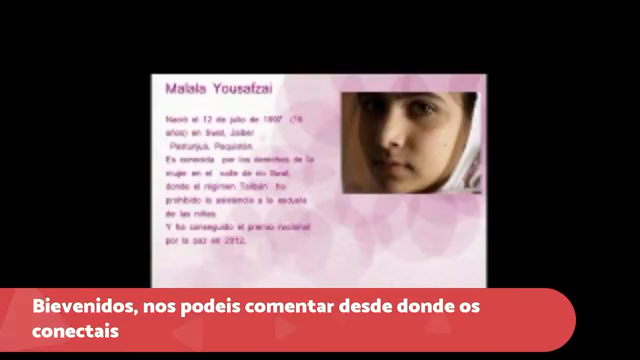 Malala Yousafzai
Nació el 12 de julio de 1997 (16
años) en Swat, Jaiber
Pastunjuá, Paquistán.
Es conocida por los derechos de la
mujer en el valle de río Swat,
donde el régimen Talibán ha
prohibido la asistencia a la escuela
de las niñas.
Y ha conseguido el premio nacional
por la paz en 2012.
Bievenidos, nos podeis comentar desde donde os
conectais